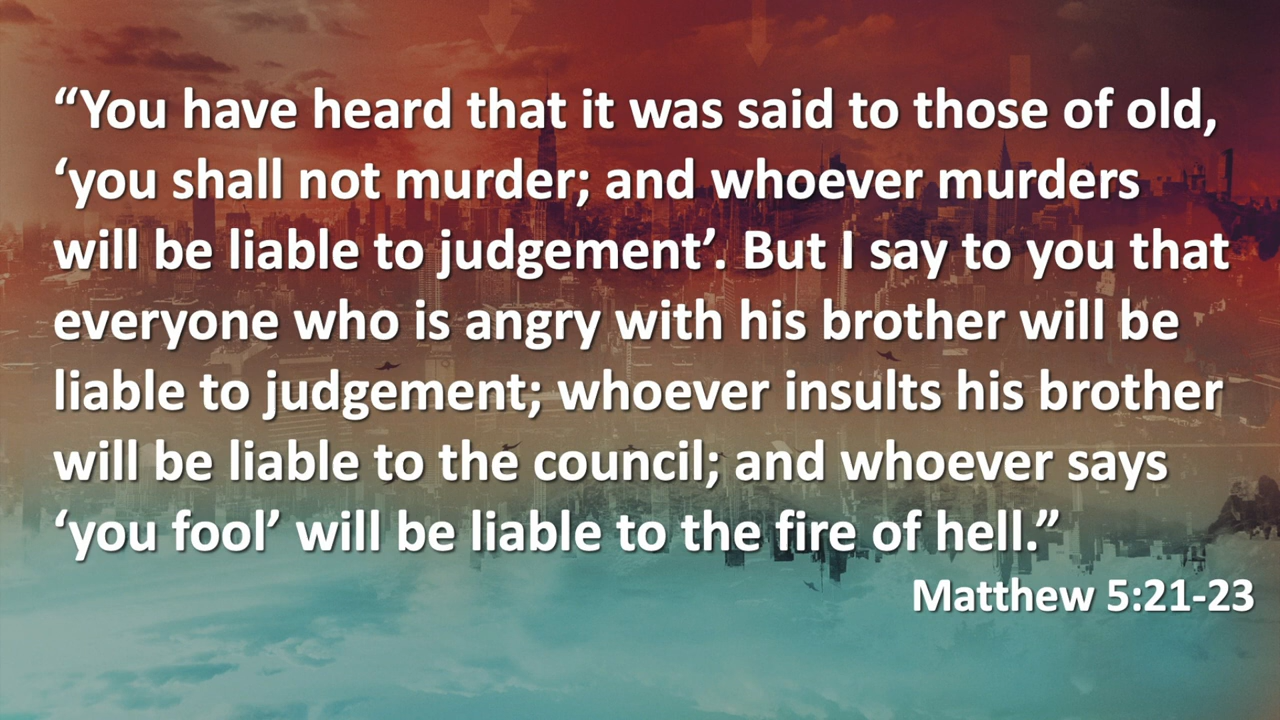 “You have heard that it was said to those of old,
‘you shall not murder; and whoever murders
will be liable to judgement’. But I say to you that
everyone who is angry with his brother will be
liable to judgement; whoever insults his brother
will be liable to the council; and whoever says
‘you fool’ will be liable to the fire of hell.”
Matthew 5:21-23